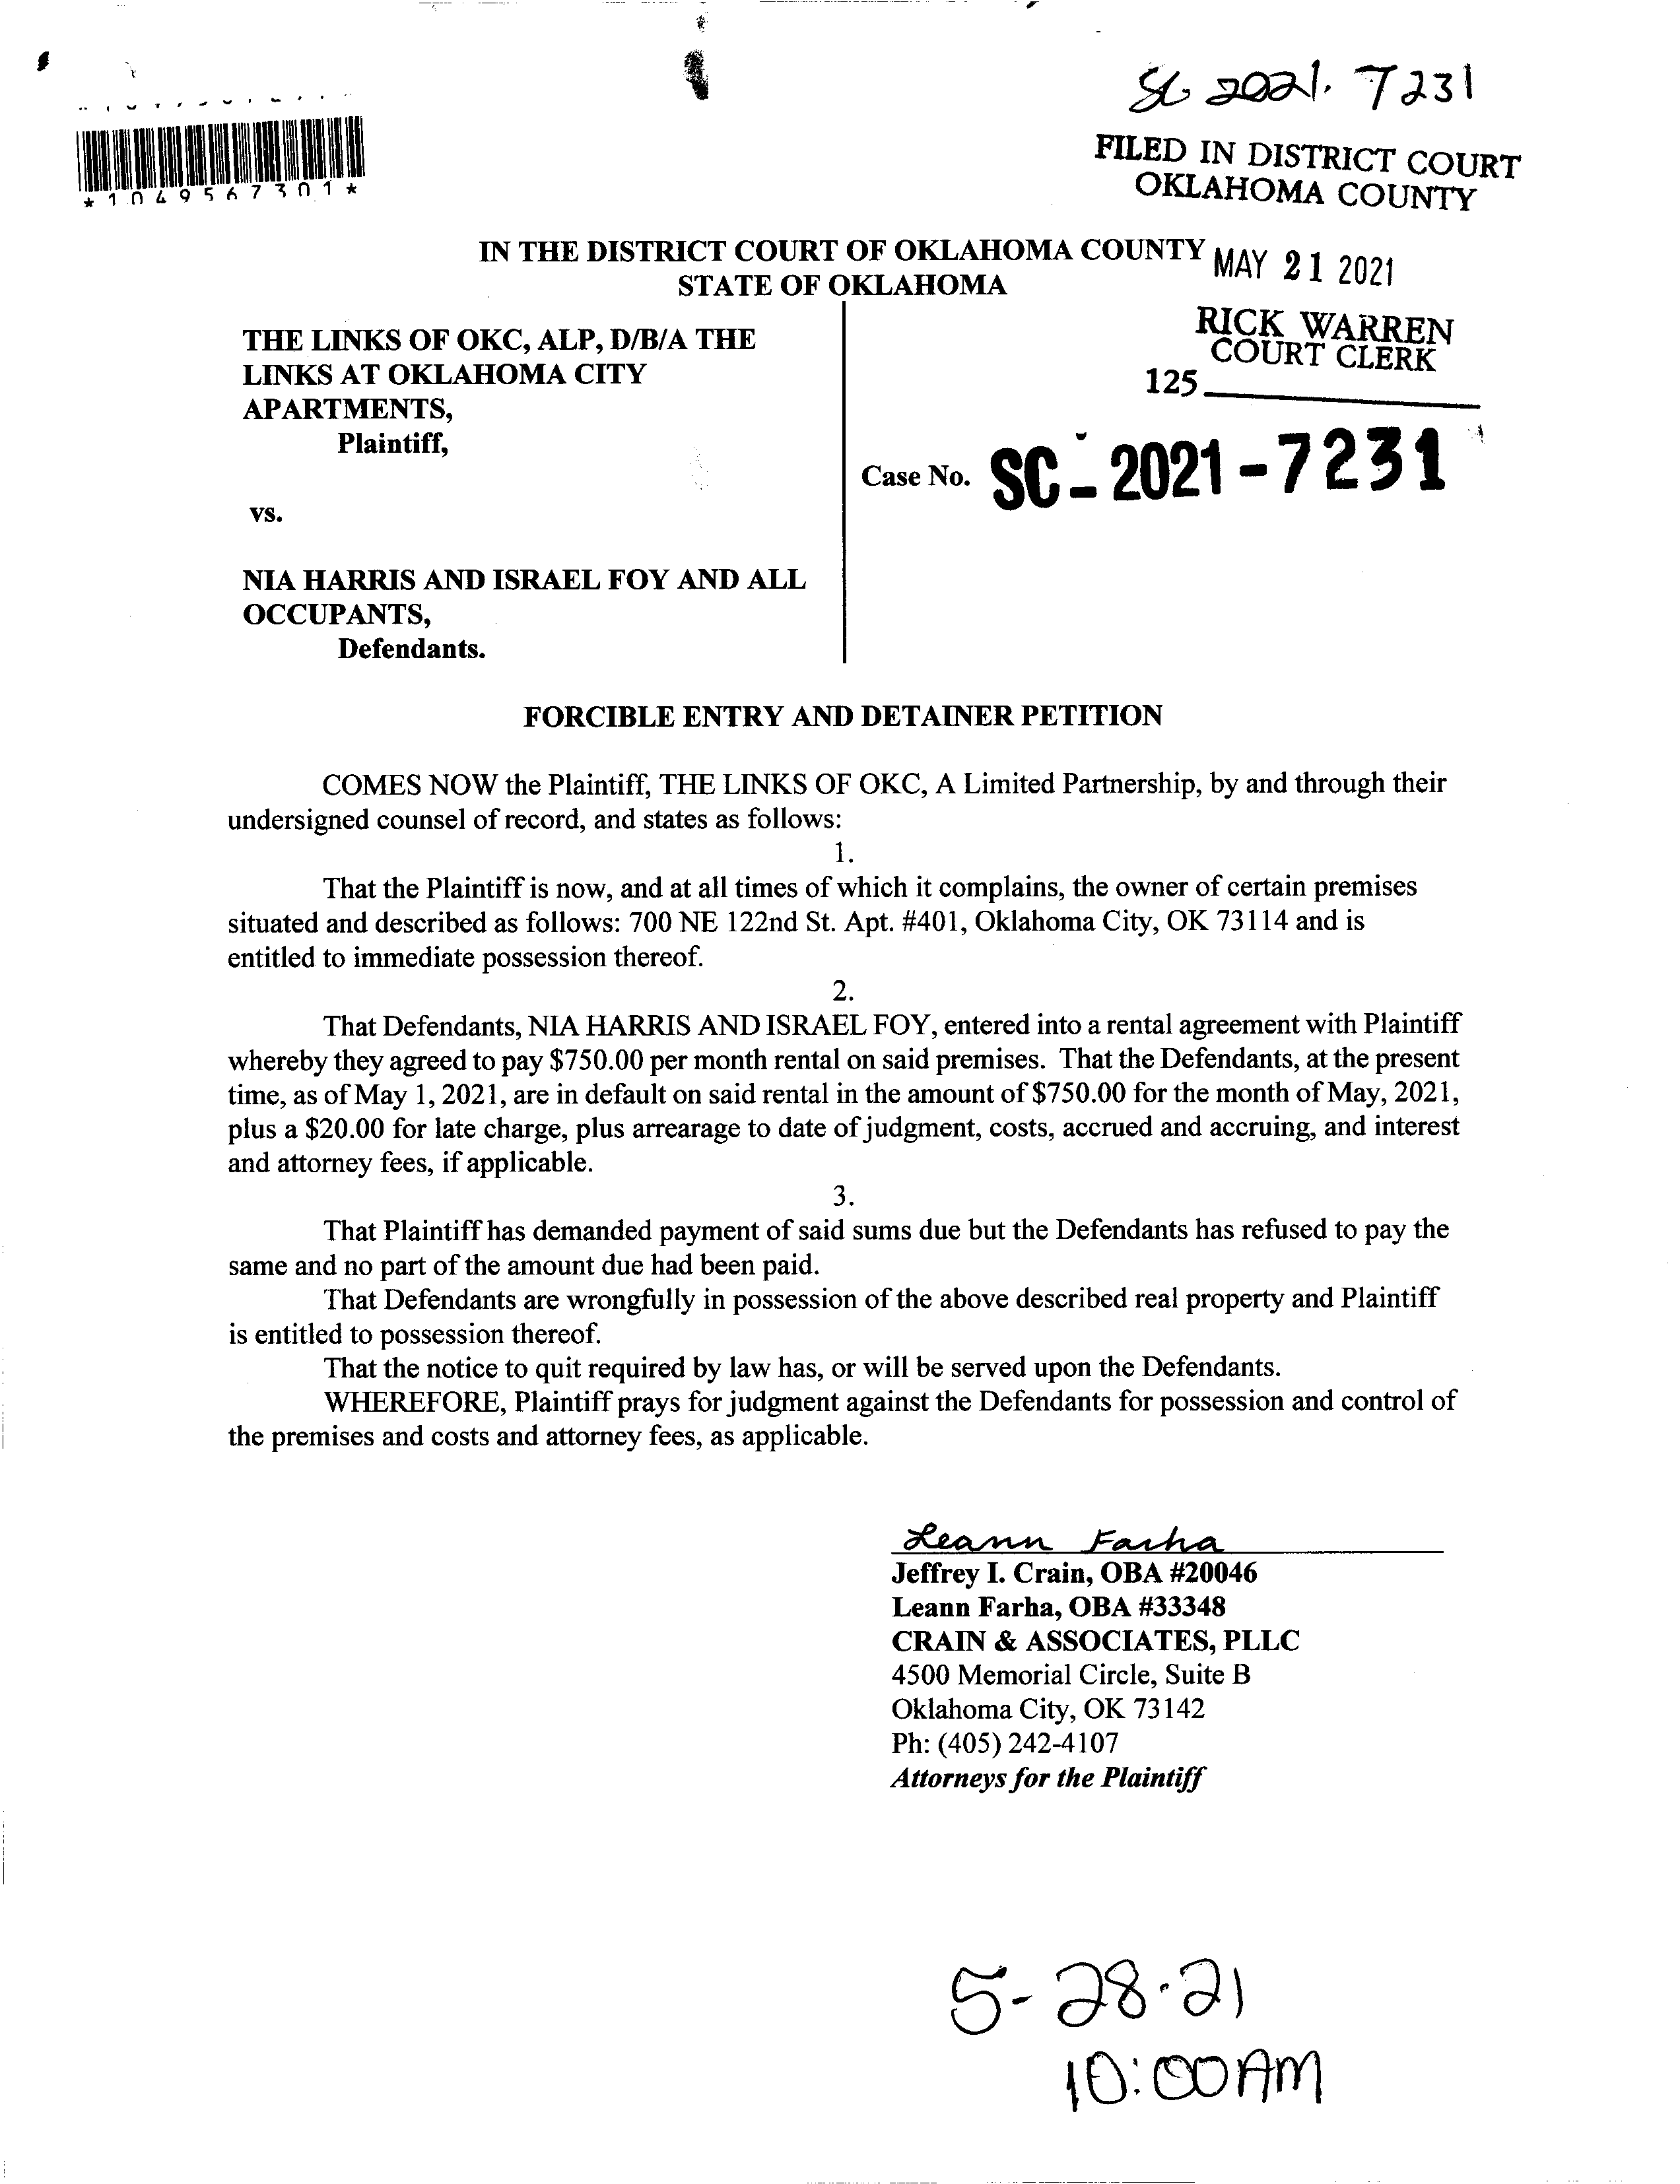 SC 2021. 7231
*1049567301*
FILED IN DISTRICT COURT
OKLAHOMA COUNTY
IN THE DISTRICT COURT OF OKLAHOMA COUNTY
STATE OF OKLAHOMA
MAY 21 2021
RICK WARREN
COURT CLERK
125
THE LINKS OF OKC, ALP, D/B/A THE
LINKS AT OKLAHOMA CITY
APARTMENTS,
Plaintiff,
Case No. SC - 2021 - 7231
vs.
NIA HARRIS AND ISRAEL FOY AND ALL
OCCUPANTS,
Defendants.
FORCIBLE ENTRY AND DETAINER PETITION
COMES NOW the Plaintiff, THE LINKS OF OKC, A Limited Partnership, by and through their
undersigned counsel of record, and states as follows:
1.
That the Plaintiff is now, and at all times of which it complains, the owner of certain premises
situated and described as follows: 700 NE 122nd St. Apt. #401, Oklahoma City, OK 73114 and is
entitled to immediate possession thereof.
2.
That Defendants, NIA HARRIS AND ISRAEL FOY, entered into a rental agreement with Plaintiff
whereby they agreed to pay $750.00 per month rental on said premises. That the Defendants, at the present
time, as of May 1, 2021, are in default on said rental in the amount of $750.00 for the month of May, 2021,
plus a $20.00 for late charge, plus arrearage to date of judgment, costs, accrued and accruing, and interest
and attorney fees, if applicable.
3.
That Plaintiff has demanded payment of said sums due but the Defendants has refused to pay the
same and no part of the amount due had been paid.
That Defendants are wrongfully in possession of the above described real property and Plaintiff
is entitled to possession thereof.
That the notice to quit required by law has, or will be served upon the Defendants.
WHEREFORE, Plaintiff prays for judgment against the Defendants for possession and control of
the premises and costs and attorney fees, as applicable.
Leann Farha
Jeffrey I. Crain, OBA #20046
Leann Farha, OBA #33348
CRAIN & ASSOCIATES, PLLC
4500 Memorial Circle, Suite B
Oklahoma City, OK 73142
Ph: (405) 242-4107
Attorneys for the Plaintiff
5-28-21
10:00AM